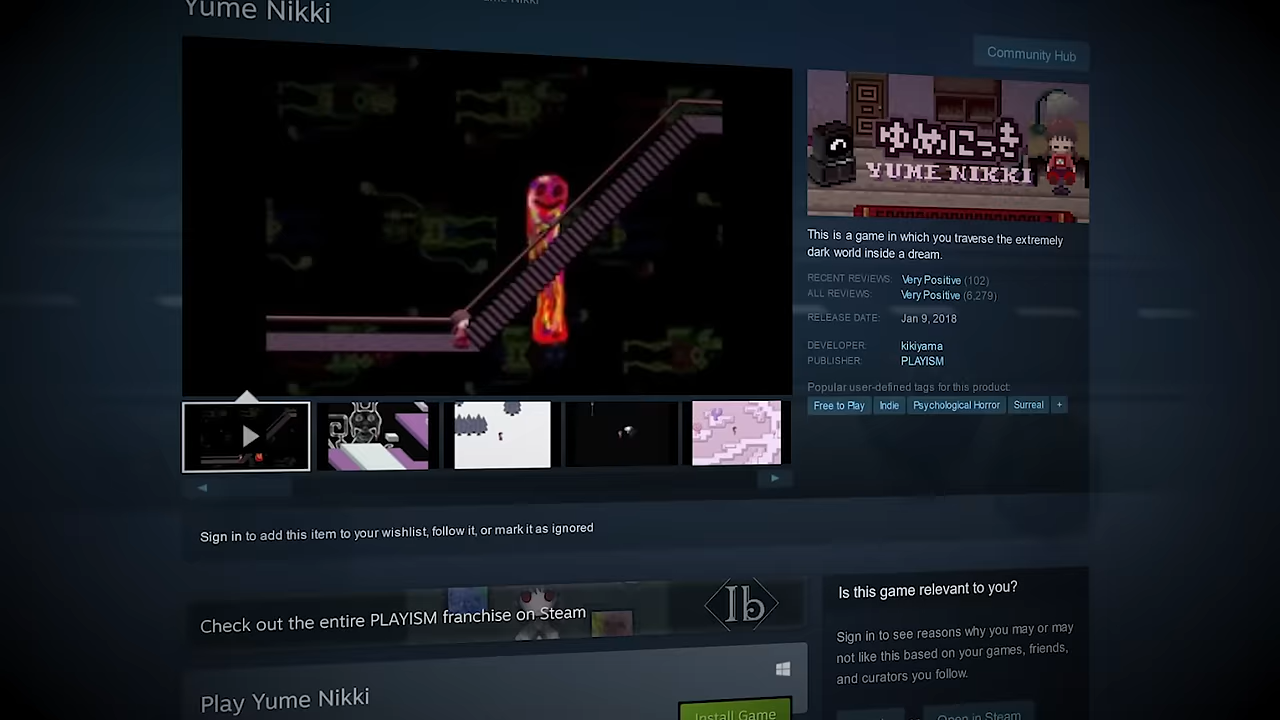 Yume Nikki
Yume Nikki
Community Hub
ゆめにっき
YUME NIKKI
This is a game in which you traverse the extremely
dark world inside a dream.
RECENT REVIEWS: Very Positive (102)
ALL REVIEWS: Very Positive (6,279)
RELEASE DATE: Jan 9, 2018
DEVELOPER: kikiyama
PUBLISHER: PLAYISM
Popular user-defined tags for this product:
Free to Play Indie Psychological Horror Surreal +
Sign in to add this item to your wishlist, follow it, or mark it as ignored
Check out the entire PLAYISM franchise on Steam
Ib
Is this game relevant to you?
Sign in to see reasons why you may or may
not like this based on your games, friends,
and curators you follow.
Play Yume Nikki
Install Game
Open in Steam